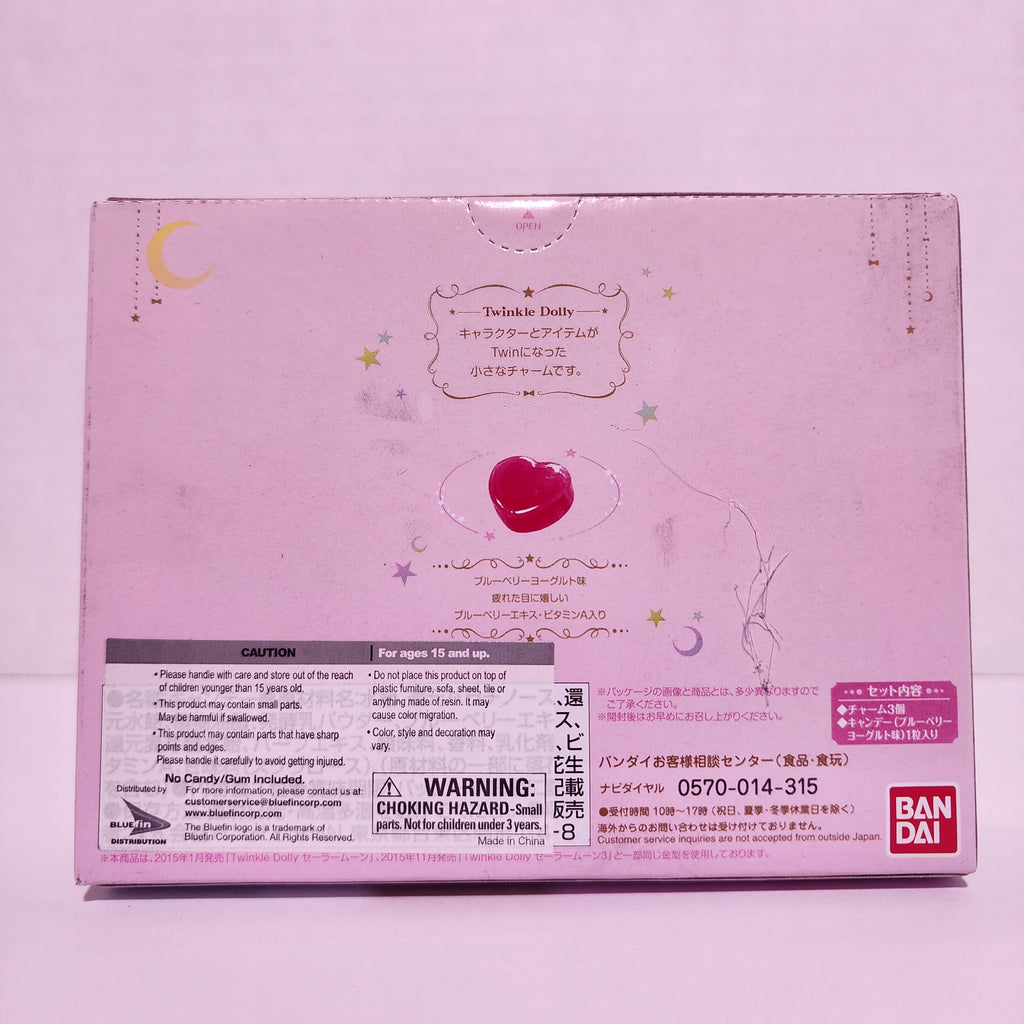 OPEN
Twinkle Dolly
キャラクターとアイテムが
Twinになった
小さなチャームです。
ブルーベリーヨーグルト味
疲れた目に嬉しい
ブルーベリーエキス・ビタミンA入り
CAUTION
For ages 15 and up.
• Please handle with care and store out of the reach
of children younger than 15 years old.
• This product may contain small parts.
May be harmful if swallowed.
• This product may contain parts that have sharp
points and edges.
Please handle it carefully to avoid getting injured.
No Candy/Gum Included.
Distributed by
For more information, please contact us at:
customerservice@bluefincorp.com
www.bluefincorp.com
The Bluefin logo is a trademark of
Bluefin Corporation. All Rights Reserved.
BLUEfin
DISTRIBUTION
• Do not place this product on top of
plastic furniture, sofa, sheet, tile or
anything made of resin. It may
cause color migration.
• Color, style and decoration may
vary.
WARNING:
CHOKING HAZARD-Small
parts. Not for children under 3 years.
Made in China
、還
ス、
、ビ
花生
記載
販売
-8
※パッケージの画像と商品とは、多少異なりますので
ご了承ください。
※開封後はお早めにお召し上がりください。
セット内容
◆チャーム3個
◆キャンデー(ブルーベリー
ヨーグルト味)1粒入り
バンダイお客様相談センター(食品・食玩)
ナビダイヤル 0570-014-315
●受付時間 10時〜17時 (祝日、夏季・冬季休業日を除く)
海外からのお問い合わせは受け付けておりません。
Customer service inquiries are not accepted from outside Japan.
BAN
DAI
※本商品は、2015年1月発売「Twinkle Dolly セーラームーン」、2015年11月発売「Twinkle Dolly セーラームーン3」と一部同じ金型を使用しております。